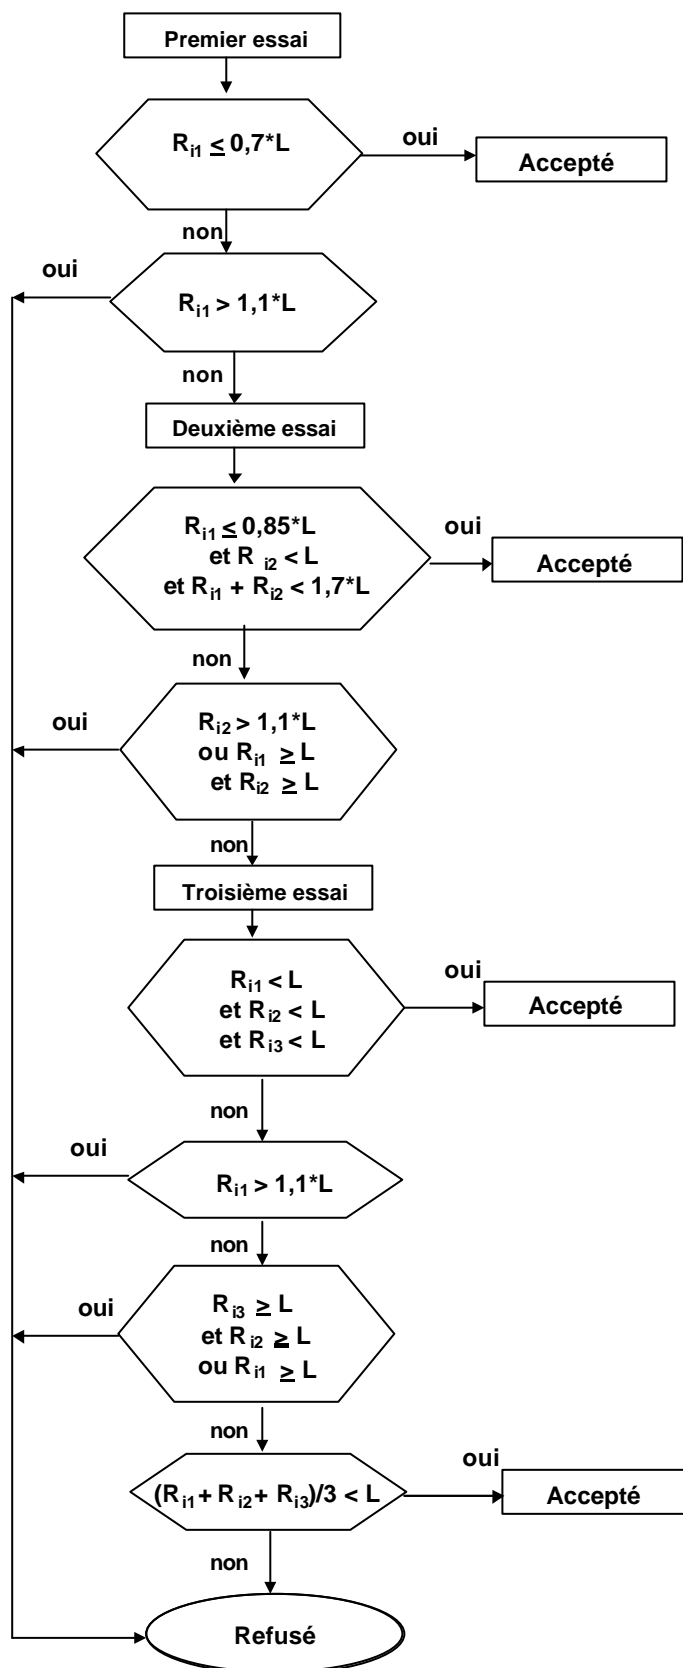 Premier essai
Ri1 ≤ 0,7*L
oui
Accepté
non
oui
Ri1 > 1,1*L
non
Deuxième essai
Ri1 ≤ 0,85*L
et R i2 < L
et Ri1 + Ri2 < 1,7*L
oui
Accepté
non
oui
Ri2 > 1,1*L
ou Ri1 ≥ L
et Ri2 ≥ L
non
Troisième essai
Ri1 < L
et Ri2 < L
et Ri3 < L
oui
Accepté
non
oui
Ri1 > 1,1*L
non
oui
Ri3 ≥ L
et Ri2 ≥ L
ou Ri1 ≥ L
non
(Ri1 + Ri2 + Ri3)/3 < L
oui
Accepté
non
Refusé